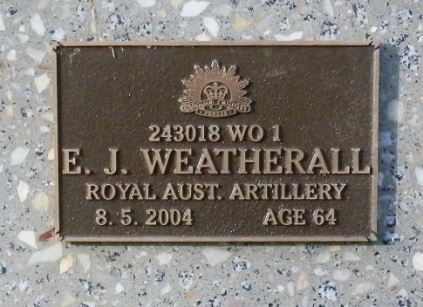 243018 WO 1
E. J. WEATHERALL
ROYAL AUST. ARTILLERY
8. 5. 2004 AGE 64